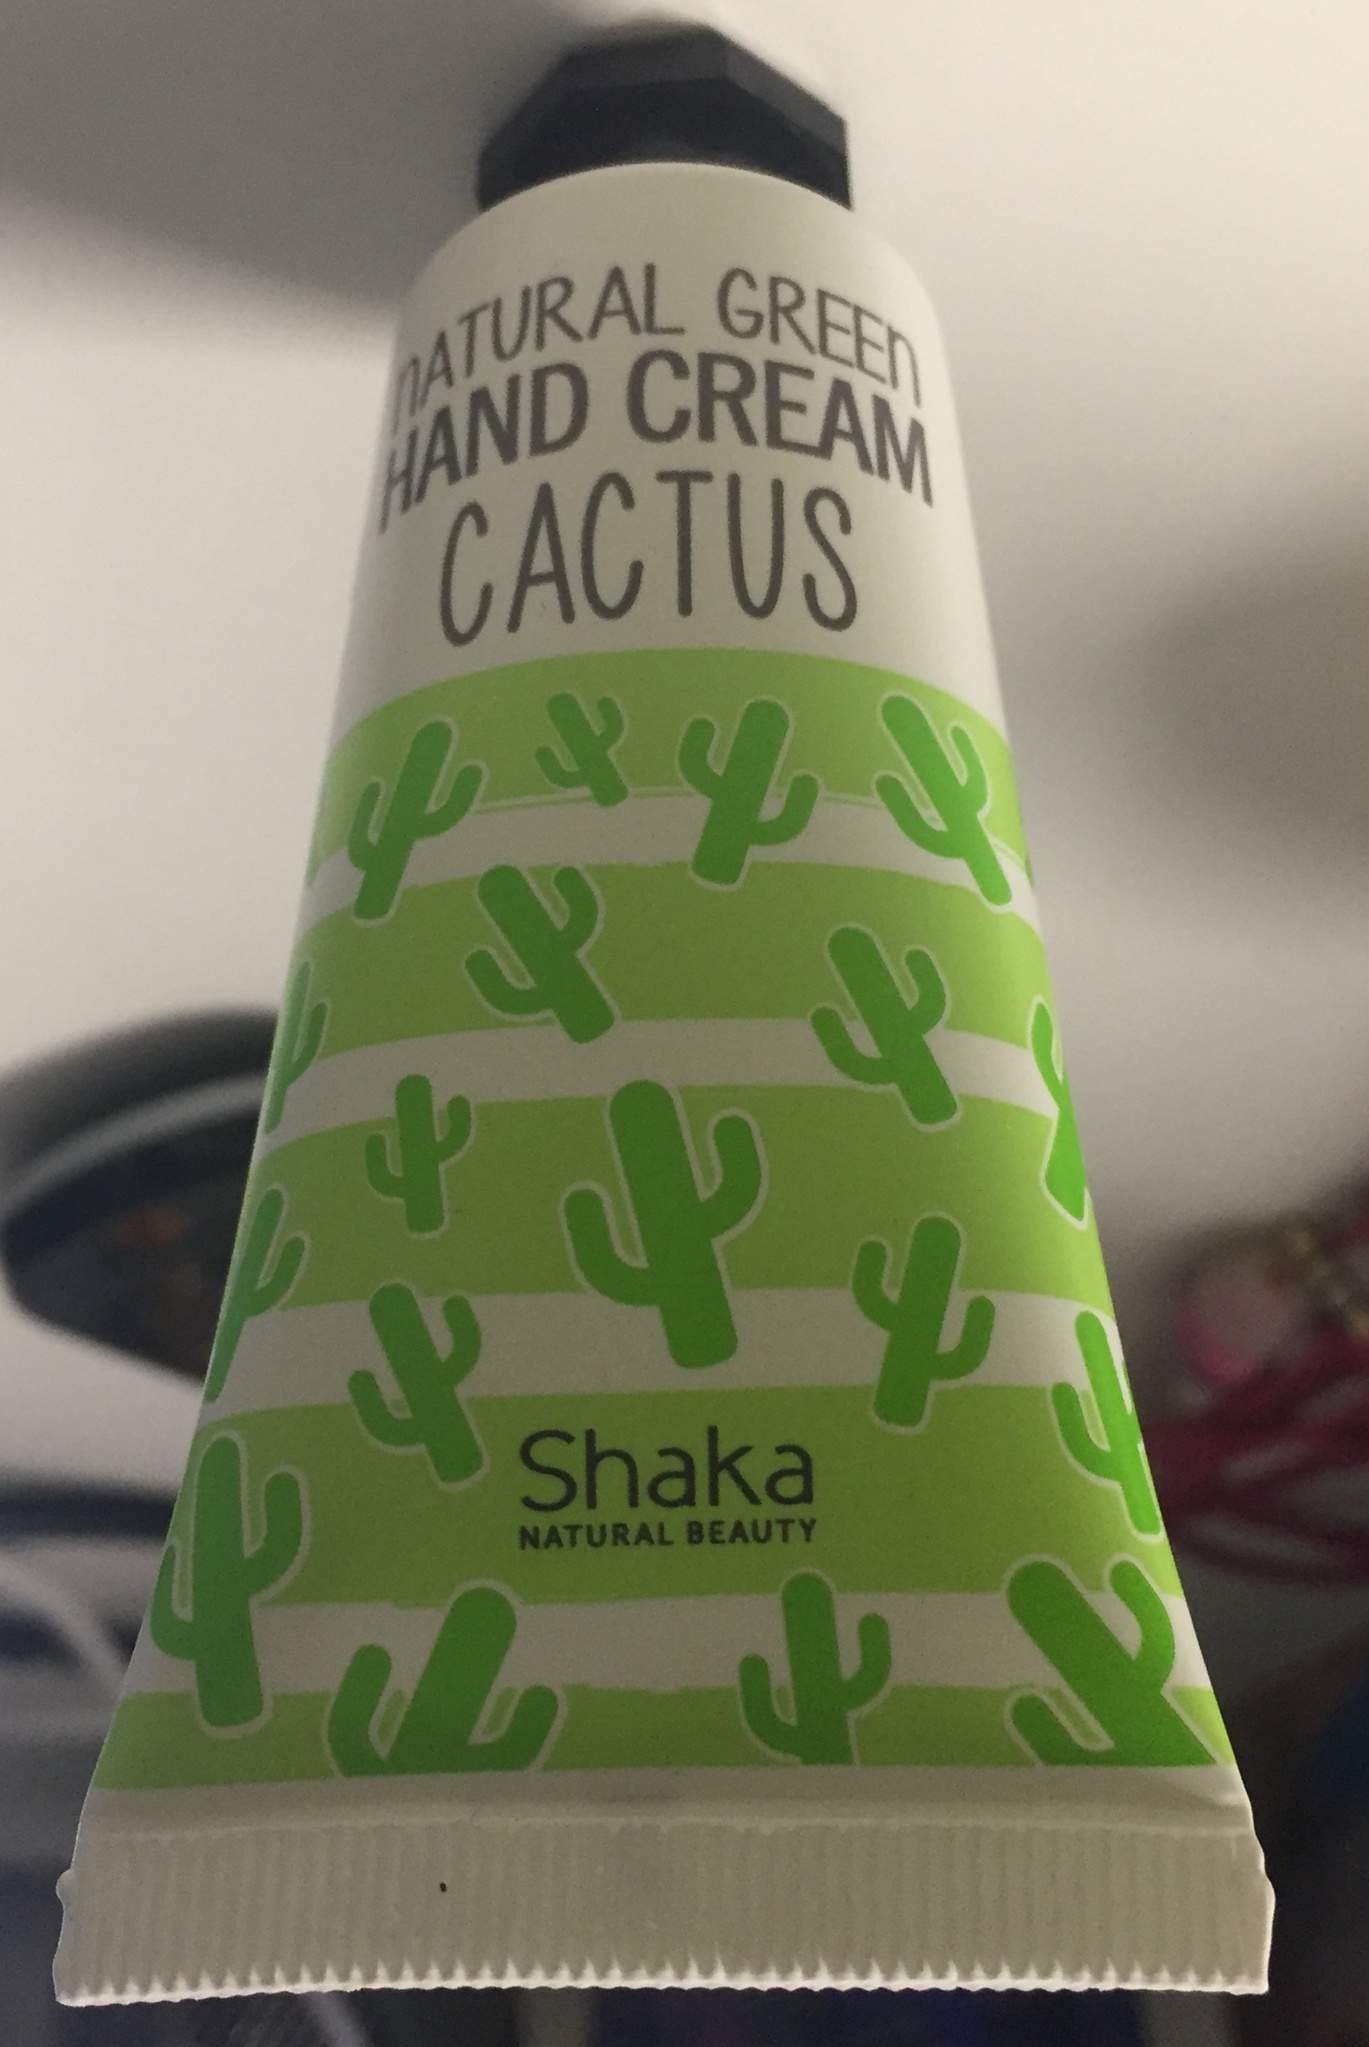 nATURAL GREEn
HAND CREAM
CACTUS
Shaka
NATURAL BEAUTY